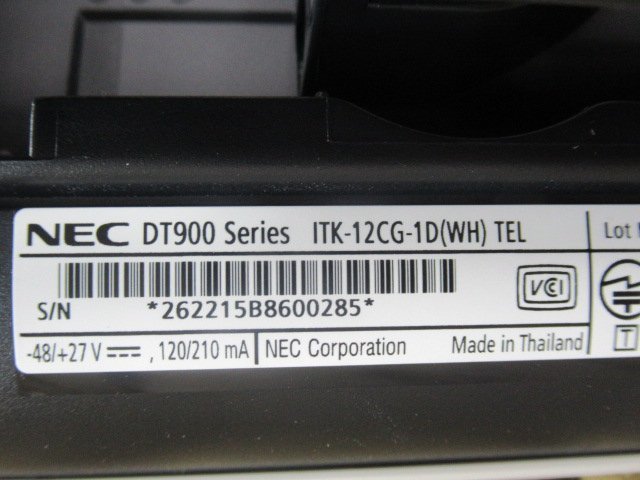 NEC DT900 Series ITK-12CG-1D(WH) TEL Lot
S/N *262215B8600285*
VCCI
-48/+27 V ⎓, 120/210 mA NEC Corporation Made in Thailand
T